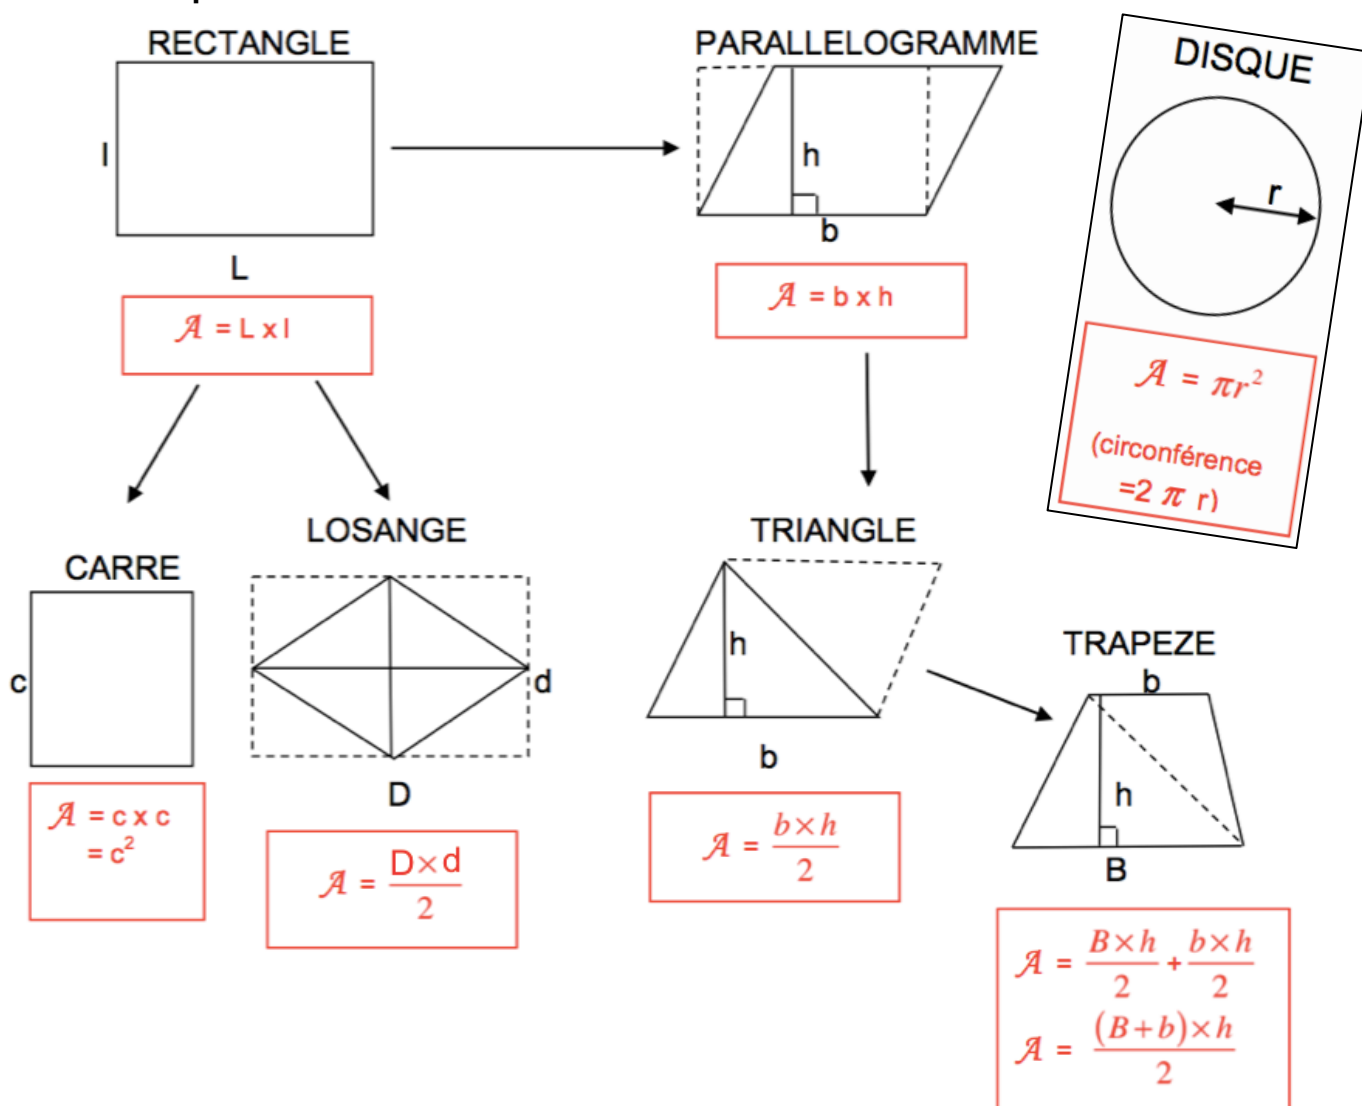 RECTANGLE
l
L
𝒜 = L x l
PARALLELOGRAMME
h
b
𝒜 = b x h
DISQUE
r
𝒜 = πr²
(circonférence
=2 π r)
CARRE
c
𝒜 = c x c
= c²
LOSANGE
d
D
𝒜 = D×d / 2
TRIANGLE
h
b
𝒜 = b×h / 2
TRAPEZE
b
h
B
𝒜 = B×h / 2 + b×h / 2
𝒜 = (B+b)×h / 2